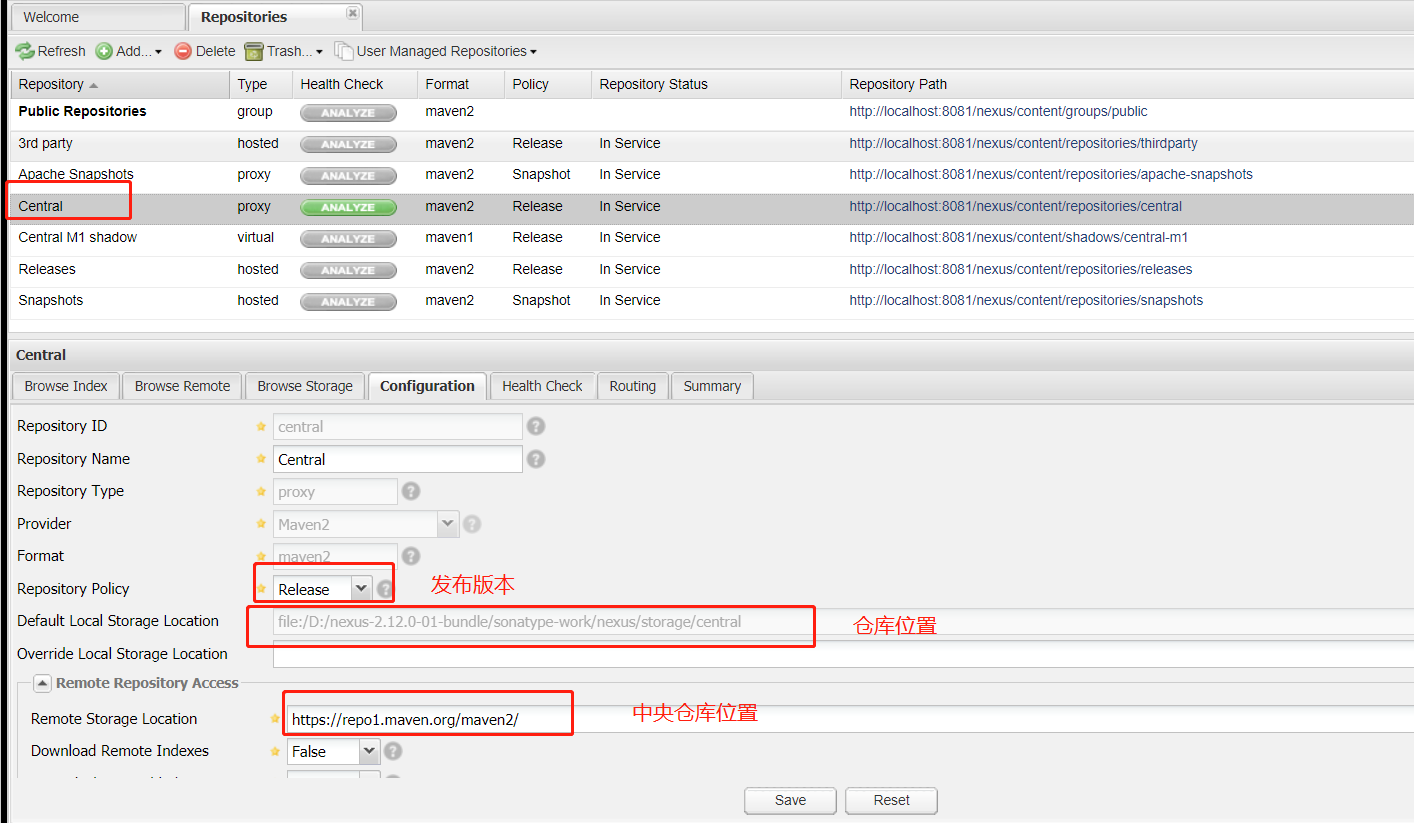 Welcome Repositories
Refresh Add... Delete Trash... User Managed Repositories
Repository Type Health Check Format Policy Repository Status Repository Path
Public Repositories group ANALYZE maven2 http://localhost:8081/nexus/content/groups/public
3rd party hosted ANALYZE maven2 Release In Service http://localhost:8081/nexus/content/repositories/thirdparty
Apache Snapshots proxy ANALYZE maven2 Snapshot In Service http://localhost:8081/nexus/content/repositories/apache-snapshots
Central proxy ANALYZE maven2 Release In Service http://localhost:8081/nexus/content/repositories/central
Central M1 shadow virtual ANALYZE maven1 Release In Service http://localhost:8081/nexus/content/shadows/central-m1
Releases hosted ANALYZE maven2 Release In Service http://localhost:8081/nexus/content/repositories/releases
Snapshots hosted ANALYZE maven2 Snapshot In Service http://localhost:8081/nexus/content/repositories/snapshots
Central
Browse Index Browse Remote Browse Storage Configuration Health Check Routing Summary
Repository ID central ?
Repository Name Central ?
Repository Type proxy ?
Provider Maven2 ?
Format maven2 ?
Repository Policy Release ? 发布版本
Default Local Storage Location file:/D:/nexus-2.12.0-01-bundle/sonatype-work/nexus/storage/central 仓库位置
Override Local Storage Location
Remote Repository Access
Remote Storage Location https://repo1.maven.org/maven2/ 中央仓库位置
Download Remote Indexes False ?
Save Reset